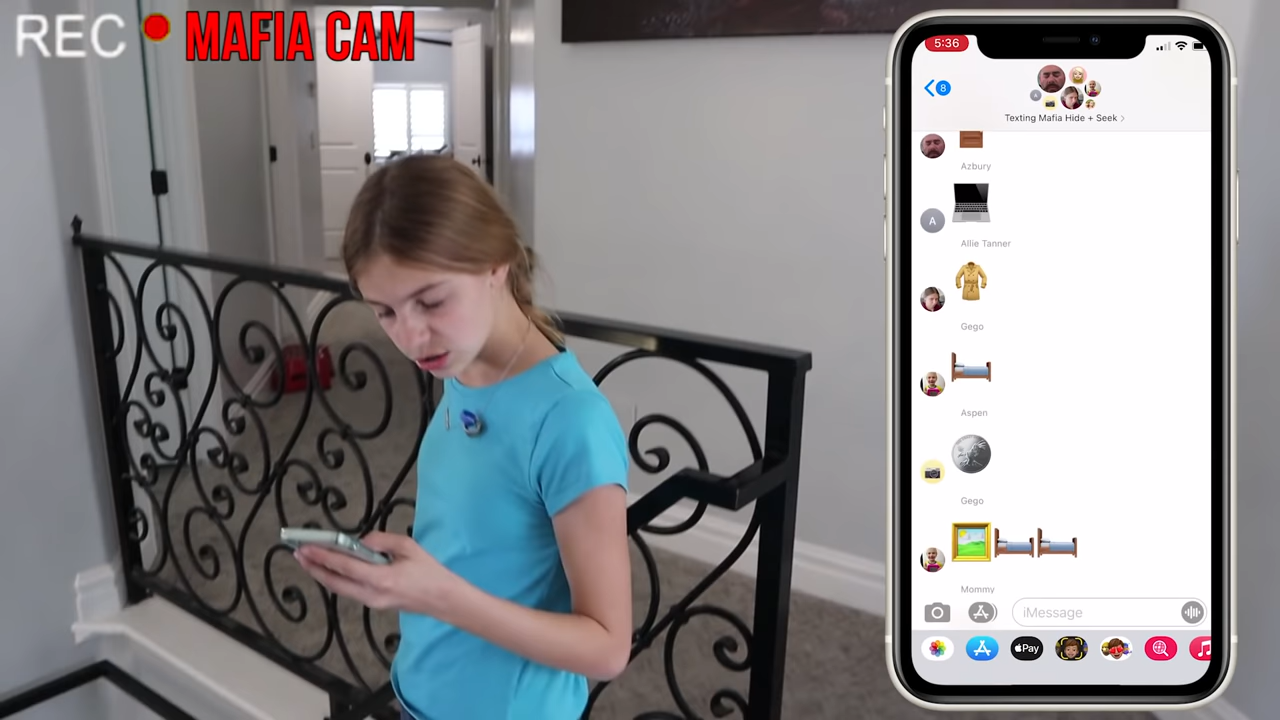 REC MAFIA CAM
5:36
8
Texting Mafia Hide + Seek >
Azbury
A
Allie Tanner
Gego
Aspen
Gego
Mommy
iMessage
Pay